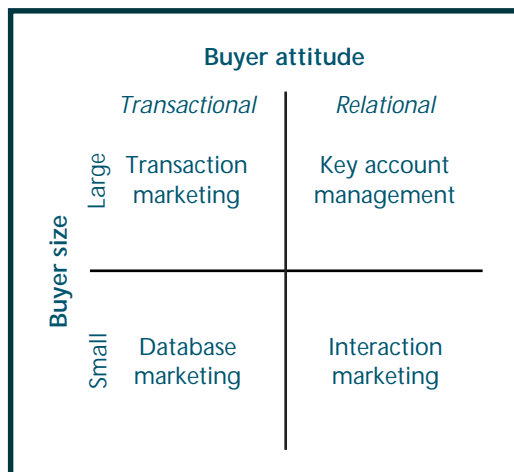 Buyer attitude
Transactional
Relational
Buyer size
Large
Transaction
marketing
Key account
management
Small
Database
marketing
Interaction
marketing